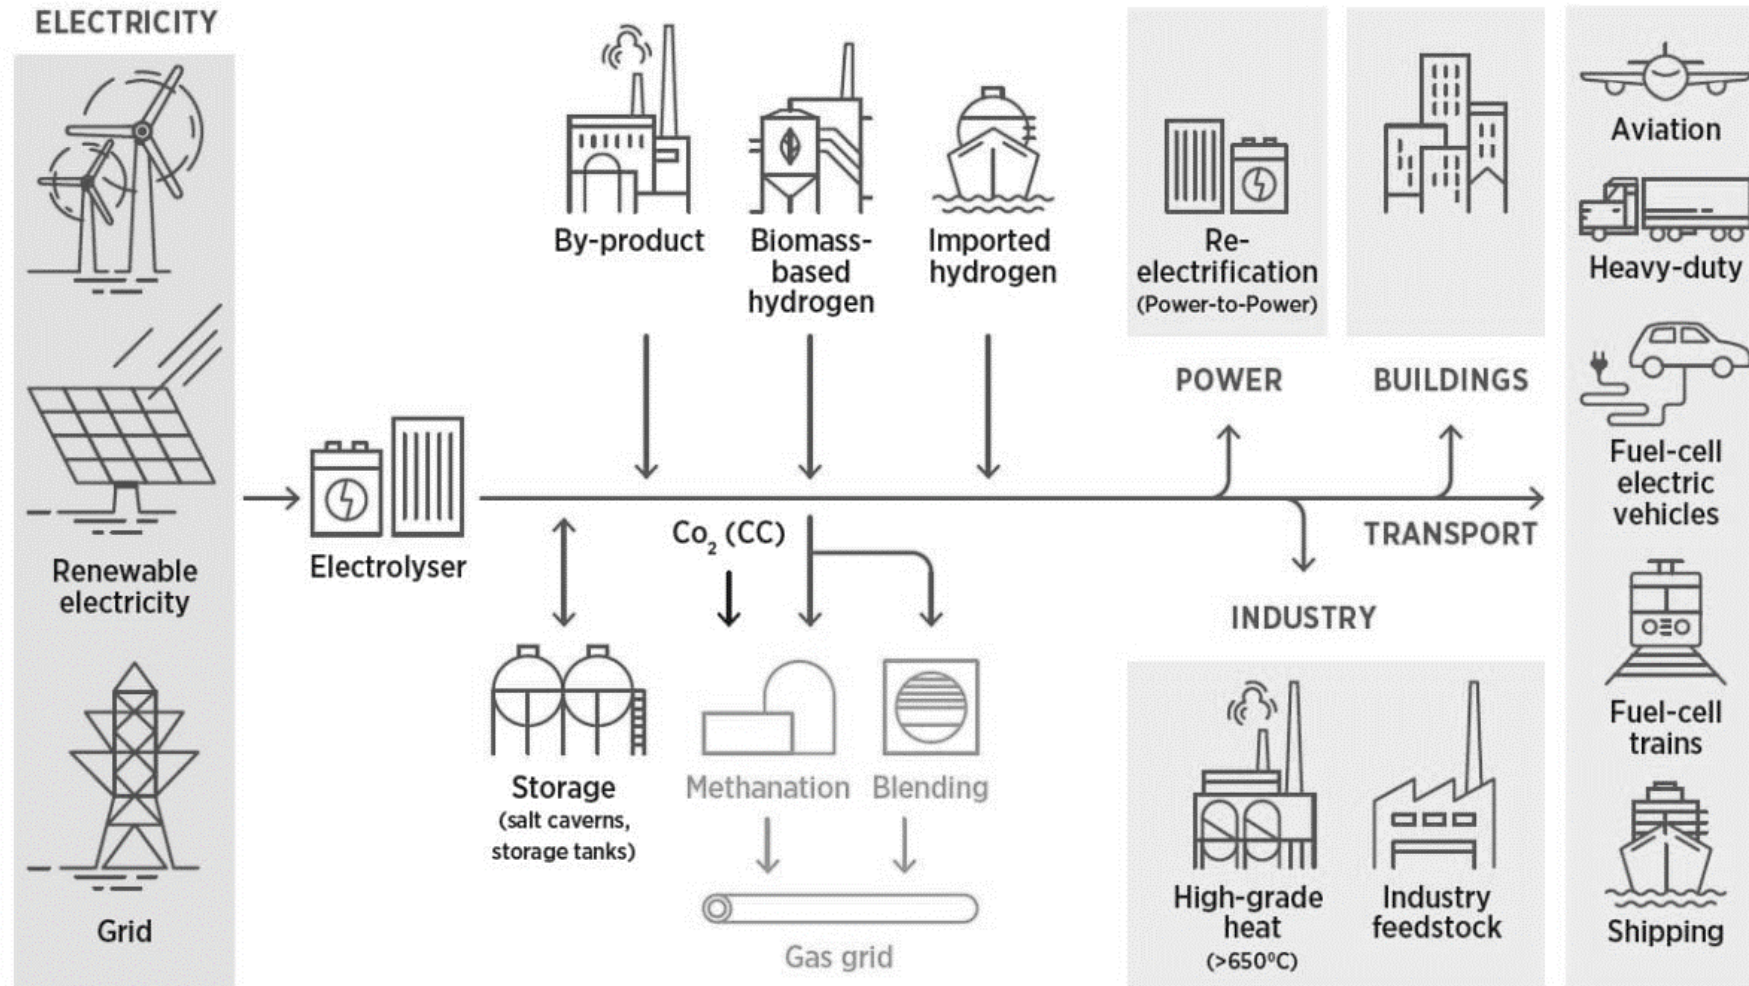 ELECTRICITY
Renewable
electricity
Grid
Electrolyser
By-product
Biomass-
based
hydrogen
Imported
hydrogen
Co₂ (CC)
Storage
(salt caverns,
storage tanks)
Methanation
Blending
Gas grid
Re-
electrification
(Power-to-Power)
POWER
BUILDINGS
TRANSPORT
INDUSTRY
High-grade
heat
(>650ºC)
Industry
feedstock
Aviation
Heavy-duty
Fuel-cell
electric
vehicles
Fuel-cell
trains
Shipping